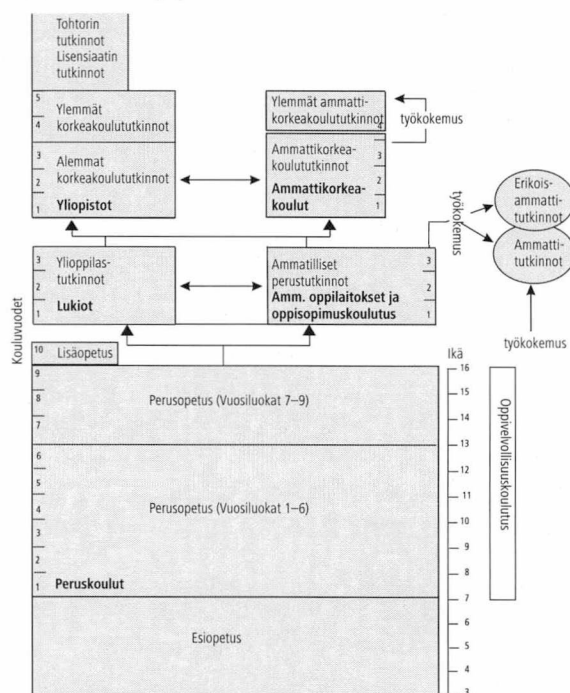 Tohtorin
tutkinnot
Lisensiaatin
tutkinnot
5
4
Ylemmät
korkeakoulututkinnot
3
2
1
Alemmat
korkeakoulututkinnot
Yliopistot
Ylemmät ammatti-
korkeakoulututkinnot
4
työkokemus
Ammattikorkea-
koulututkinnot
Ammattikorkea-
koulut
3
2
1
työkokemus
Erikois-
ammatti-
tutkinnot
Ammatti-
tutkinnot
työkokemus
3
2
1
Ylioppilas-
tutkinnot
Lukiot
Ammatilliset
perustutkinnot
Amm. oppilaitokset ja
oppisopimuskoulutus
3
2
1
Kouluvuodet
10 Lisäopetus
9
8
7
Perusopetus (Vuosiluokat 7–9)
6
5
4
3
2
1
Perusopetus (Vuosiluokat 1–6)
Peruskoulut
Esiopetus
Ikä
16
15
14
13
12
11
10
9
8
7
6
5
4
3
Oppivelvollisuuskoulutus